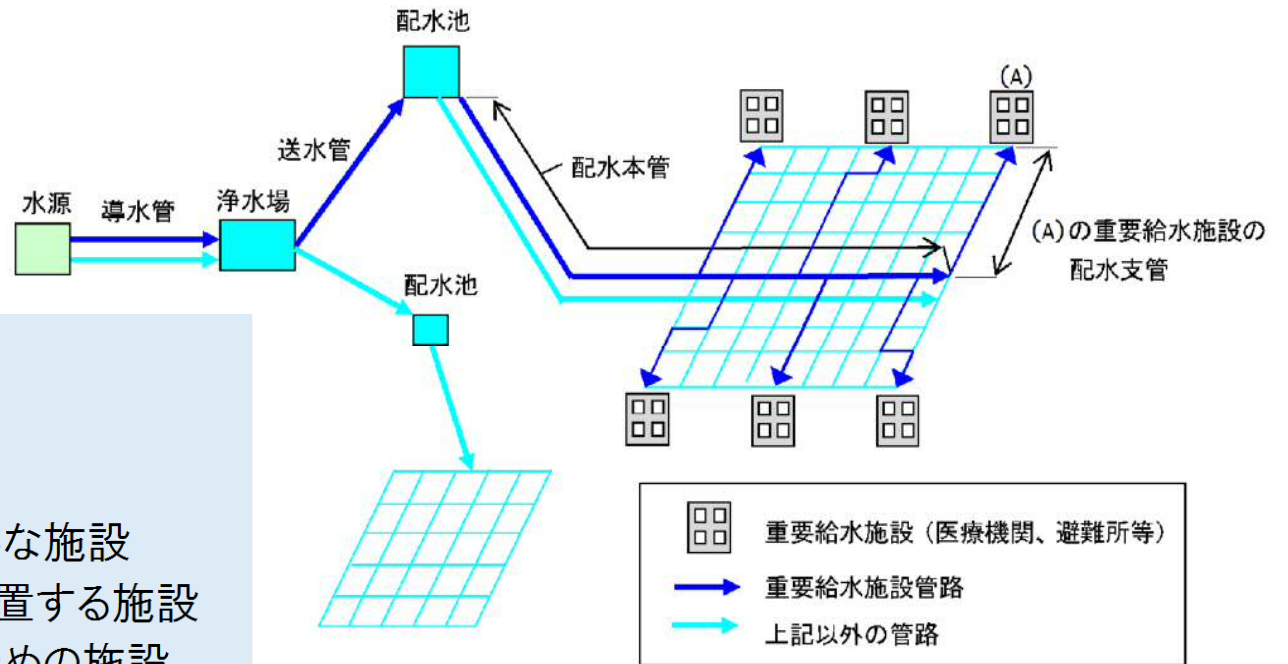 配水池
(A)
送水管
配水本管
水源
導水管
浄水場
(A)の重要給水施設の
配水支管
配水池
な施設
置する施設
めの施設
重要給水施設（医療機関、避難所等）
重要給水施設管路
上記以外の管路